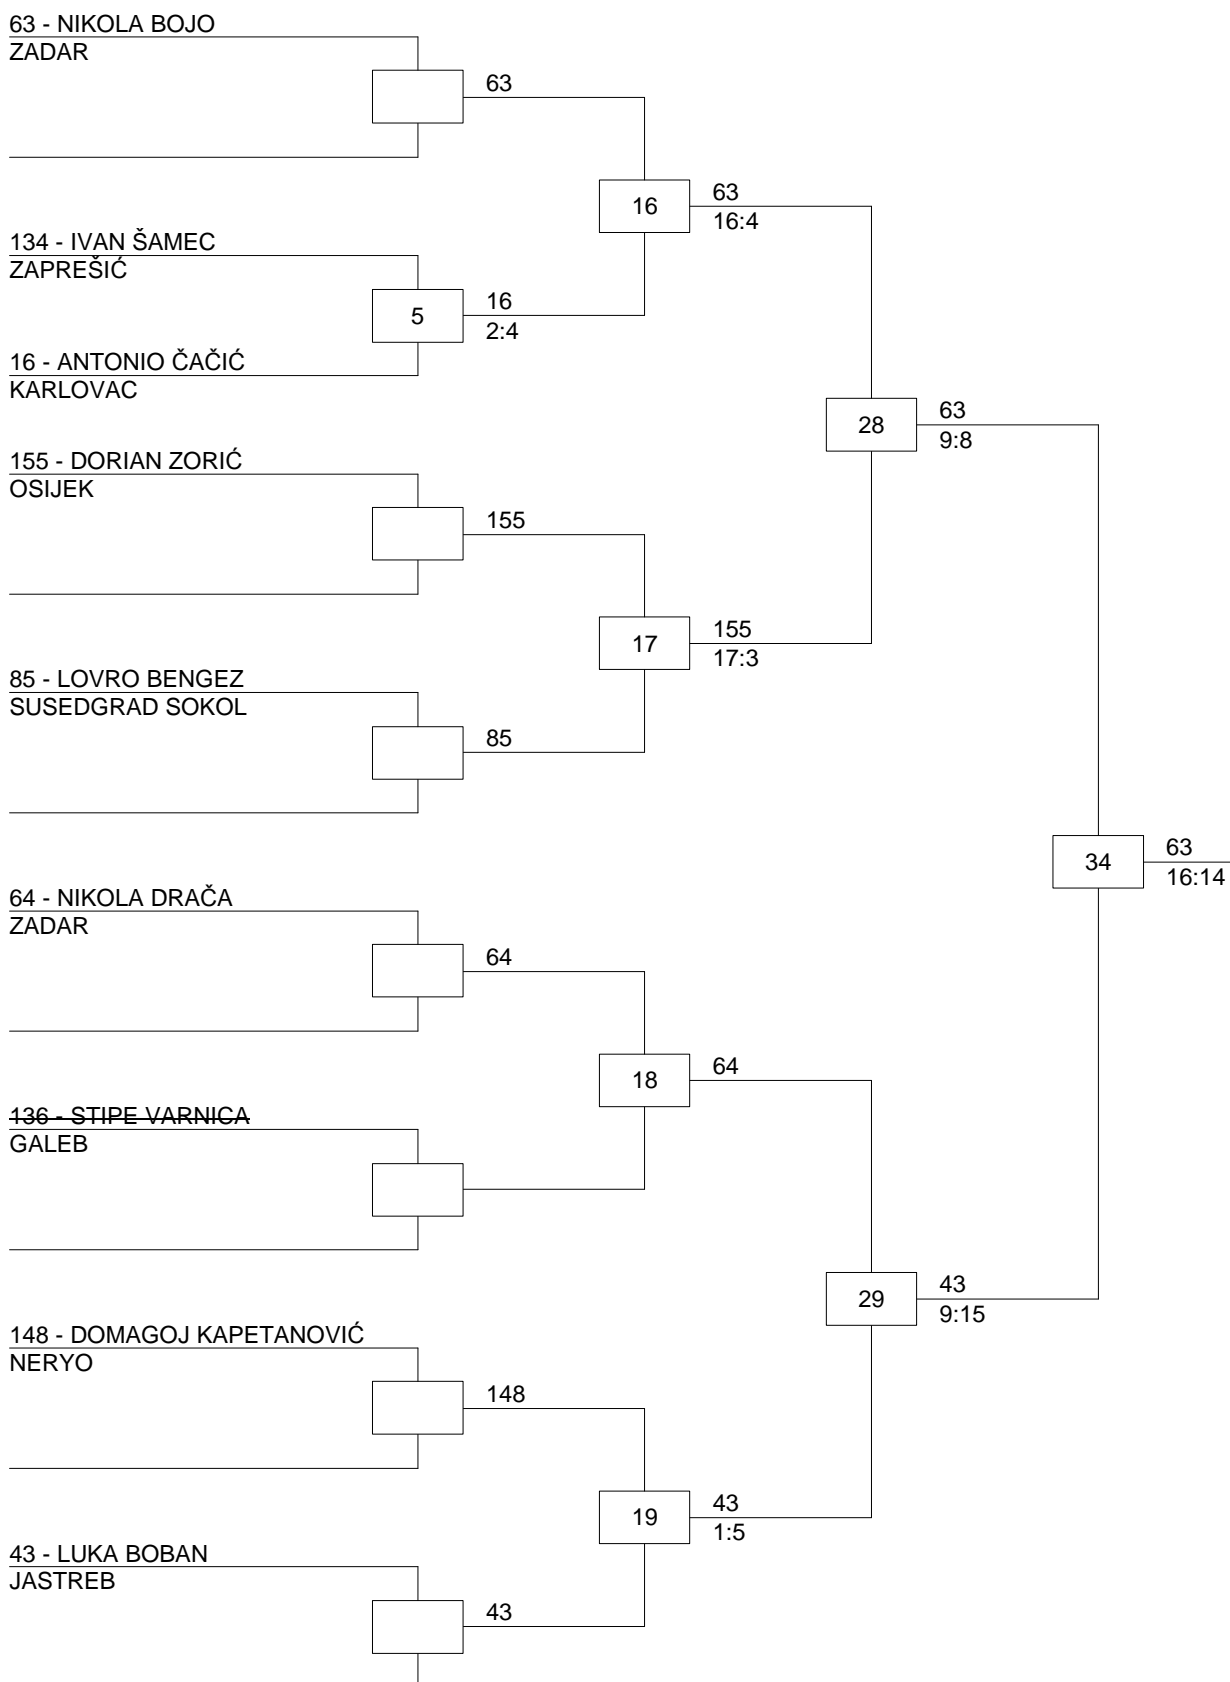 63 - NIKOLA BOJO
ZADAR
63
16
63
16:4
134 - IVAN ŠAMEC
ZAPREŠIĆ
5
16
2:4
16 - ANTONIO ČAČIĆ
KARLOVAC
28
63
9:8
155 - DORIAN ZORIĆ
OSIJEK
155
17
155
17:3
85 - LOVRO BENGEZ
SUSEDGRAD SOKOL
85
34
63
16:14
64 - NIKOLA DRAČA
ZADAR
64
18
64
136 - STIPE VARNICA
GALEB
29
43
9:15
148 - DOMAGOJ KAPETANOVIĆ
NERYO
148
19
43
1:5
43 - LUKA BOBAN
JASTREB
43